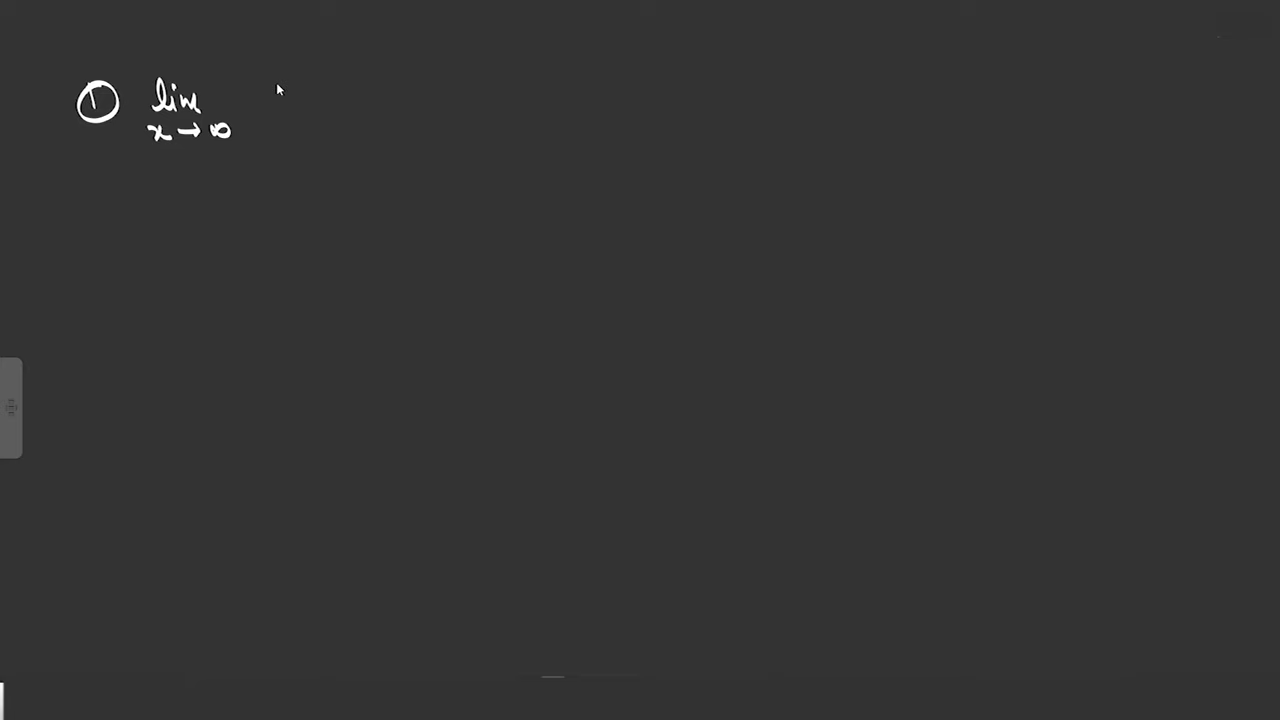 ① lim
x → ∞